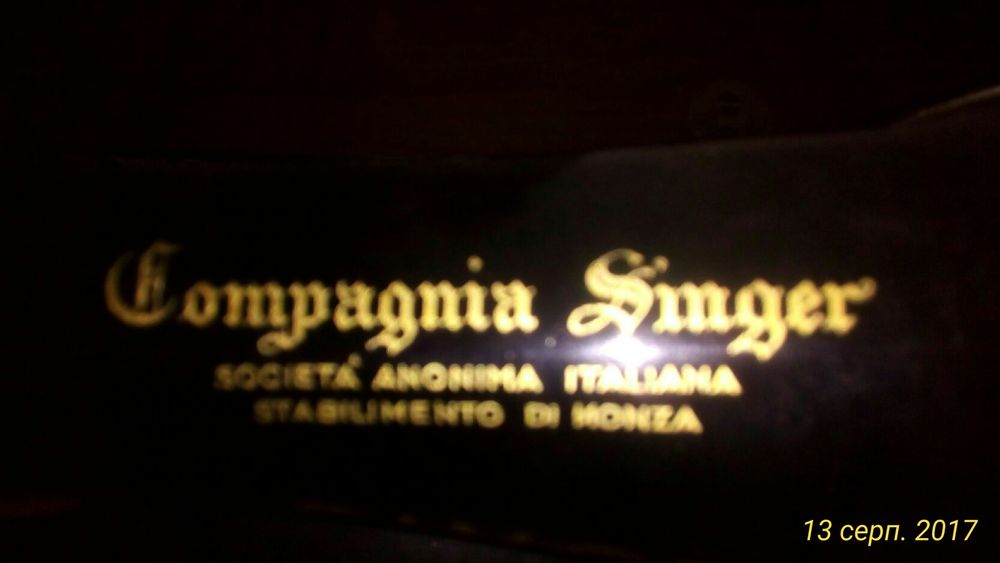 Compagnia Singer
SOCIETÀ ANONIMA ITALIANA
STABILIMENTO DI MONZA
13 серп. 2017